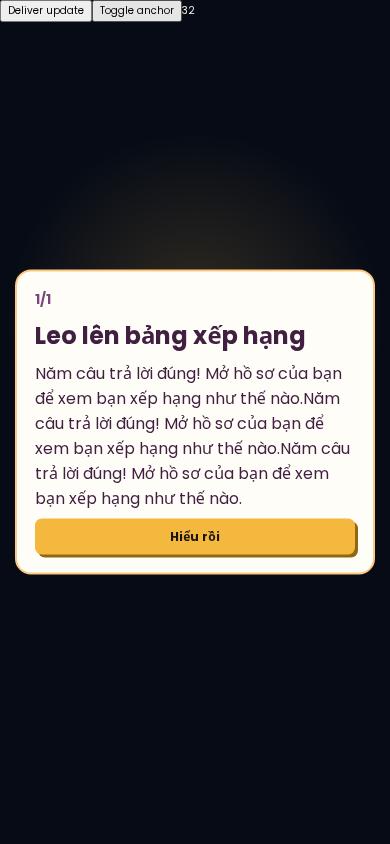 Deliver update Toggle anchor 32
1/1
Leo lên bảng xếp hạng
Năm câu trả lời đúng! Mở hồ sơ của bạn
để xem bạn xếp hạng như thế nào.Năm
câu trả lời đúng! Mở hồ sơ của bạn để
xem bạn xếp hạng như thế nào.Năm câu
trả lời đúng! Mở hồ sơ của bạn để xem
bạn xếp hạng như thế nào.
Hiểu rồi